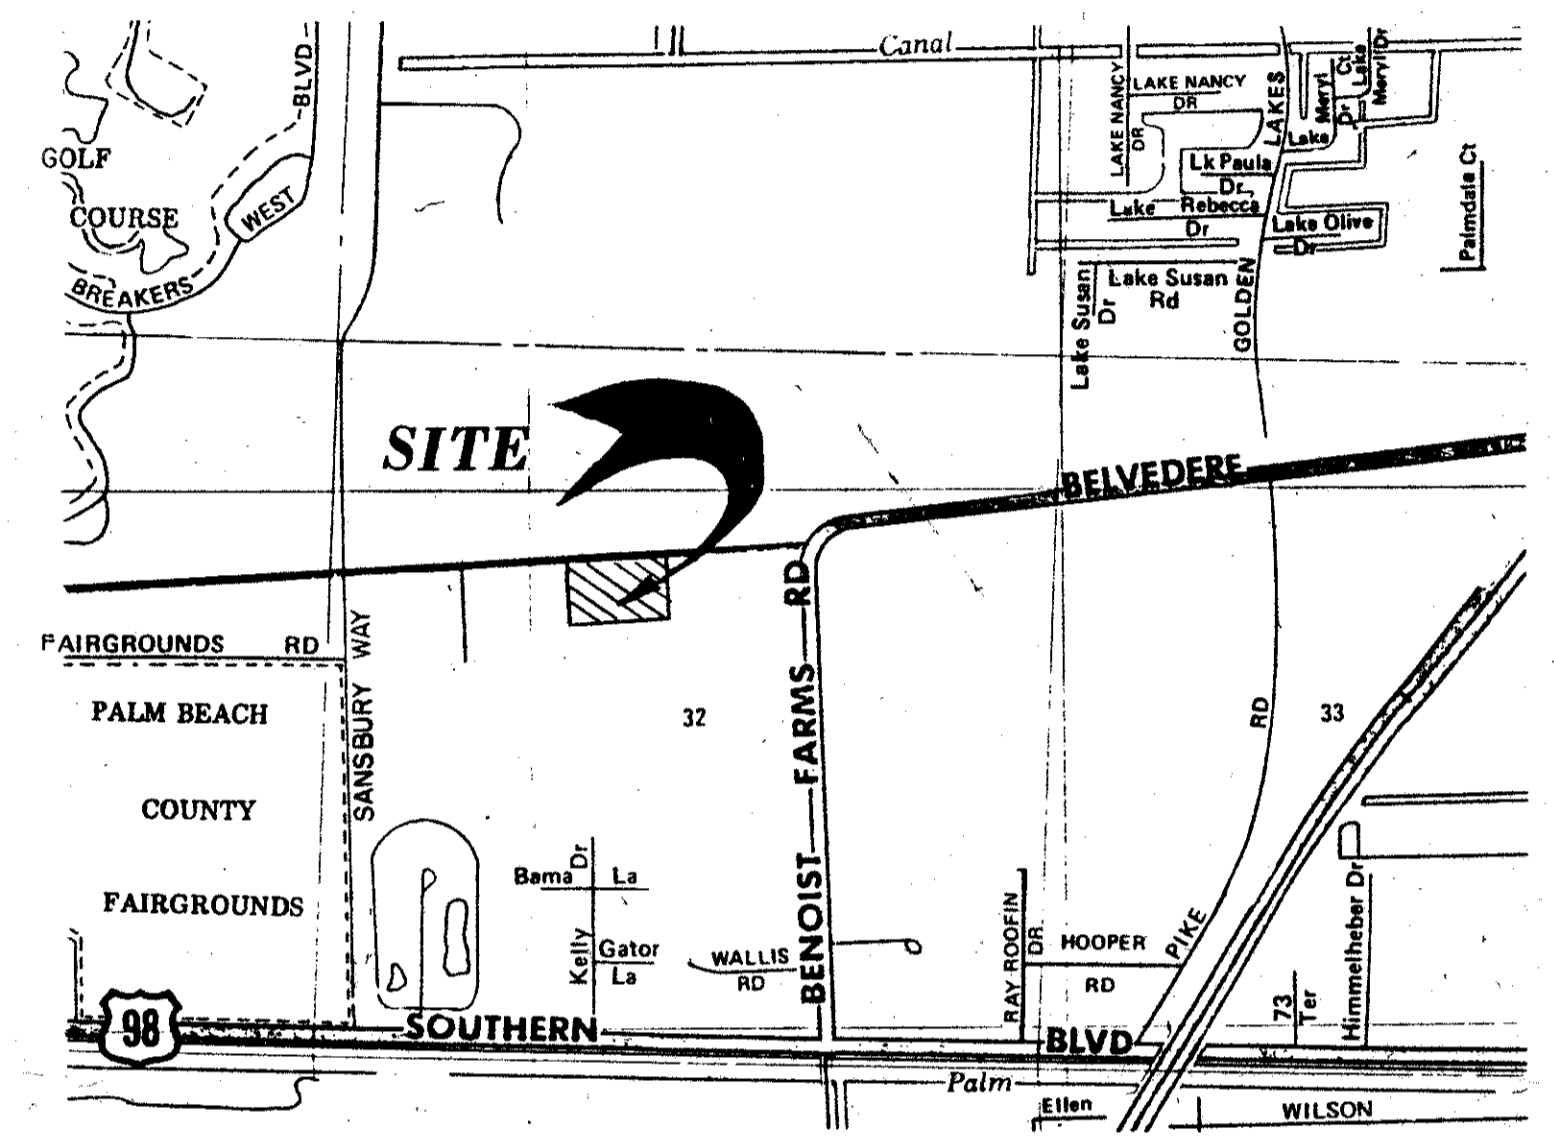 Canal
BLVD
LAKE NANCY
DR
LAKE NANCY
DR
LAKES
Meryl
Ct
Lake
Meryl Dr
Dr
Lake
GOLF
COURSE
WEST
BREAKERS
Lk Paula
Dr
Lake Rebecca
Dr
Lake Olive
Dr
Palmdale Ct
Lake Susan
Rd
Lake Susan
Dr
GOLDEN
SITE
BELVEDERE
FAIRGROUNDS RD
SANSBURY WAY
BENOIST FARMS RD
PALM BEACH
COUNTY
FAIRGROUNDS
32
33
RD
PIKE
Bama La
Kelly Dr
Gator
La
WALLIS
RD
RAY ROOFIN
DR
HOOPER
RD
73
Ter
Himmelheber Dr
98
SOUTHERN
BLVD
Palm
Ellen
WILSON